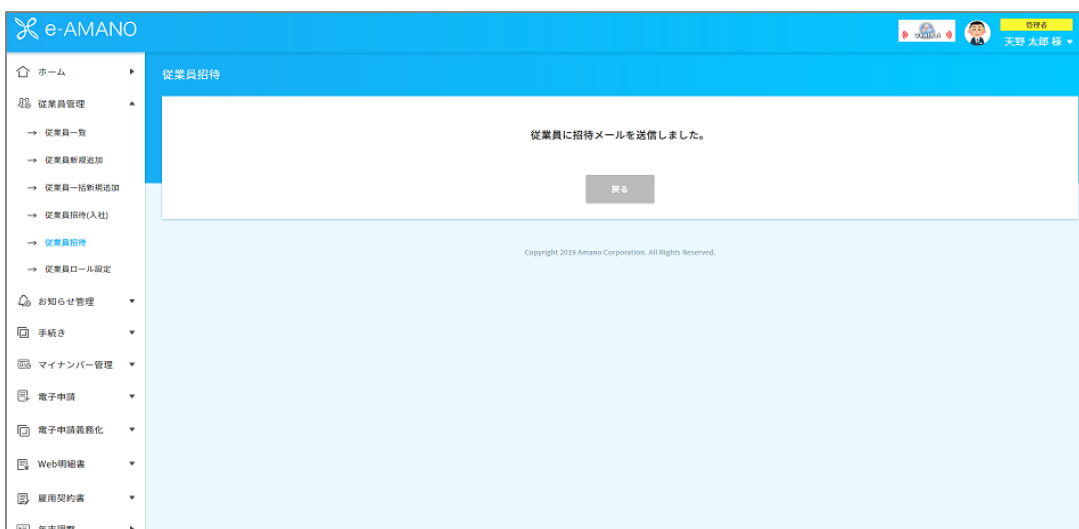 e-AMANO
管理者
天野 太郎 様
ホーム
従業員管理
従業員一覧
従業員新規追加
従業員一括新規追加
従業員招待(入社)
従業員招待
従業員ロール設定
お知らせ管理
手続き
マイナンバー管理
電子申請
電子申請義務化
Web明細書
雇用契約書
年末調整
従業員招待
従業員に招待メールを送信しました。
戻る
Copyright 2019 Amano Corporation. All Rights Reserved.